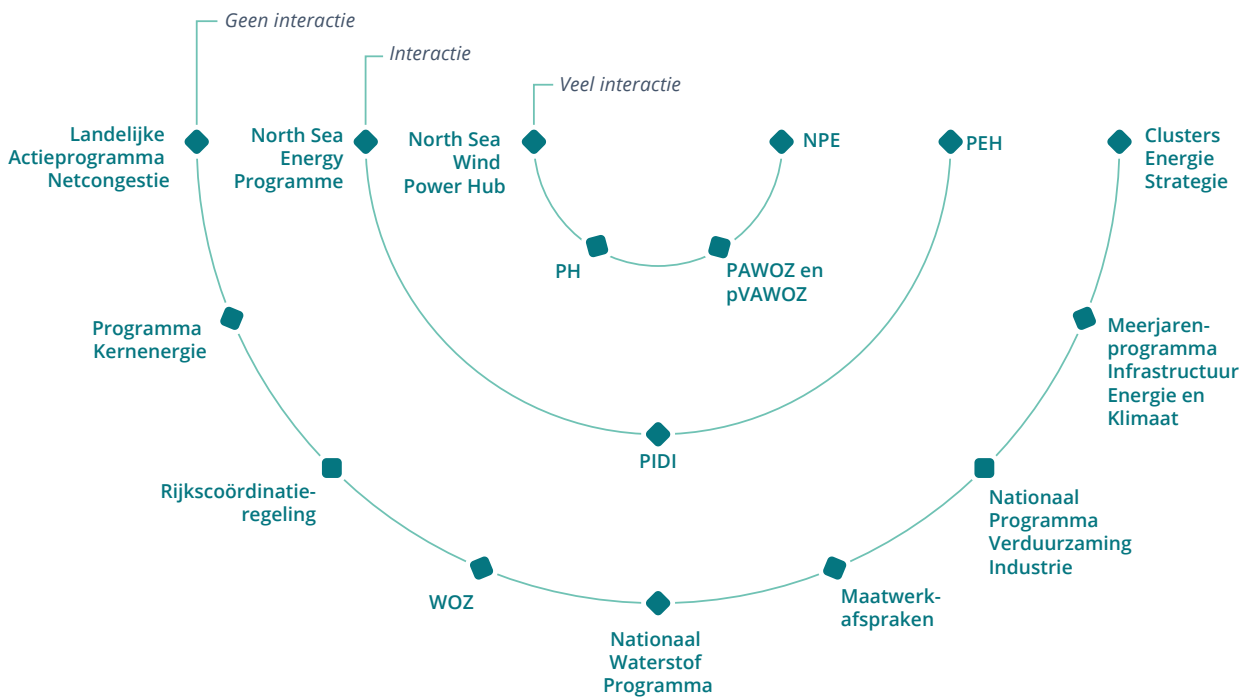 Geen interactie
Interactie
Veel interactie
Landelijke
Actieprogramma
Netcongestie
North Sea
Energy
Programme
North Sea
Wind
Power Hub
NPE
PEH
Clusters
Energie
Strategie
PH
PAWOZ en
pVAWOZ
Programma
Kernenergie
Meerjaren-
programma
Infrastructuur
Energie en
Klimaat
PIDI
Rijkscoördinatie-
regeling
Nationaal
Programma
Verduurzaming
Industrie
WOZ
Maatwerk-
afspraken
Nationaal
Waterstof
Programma